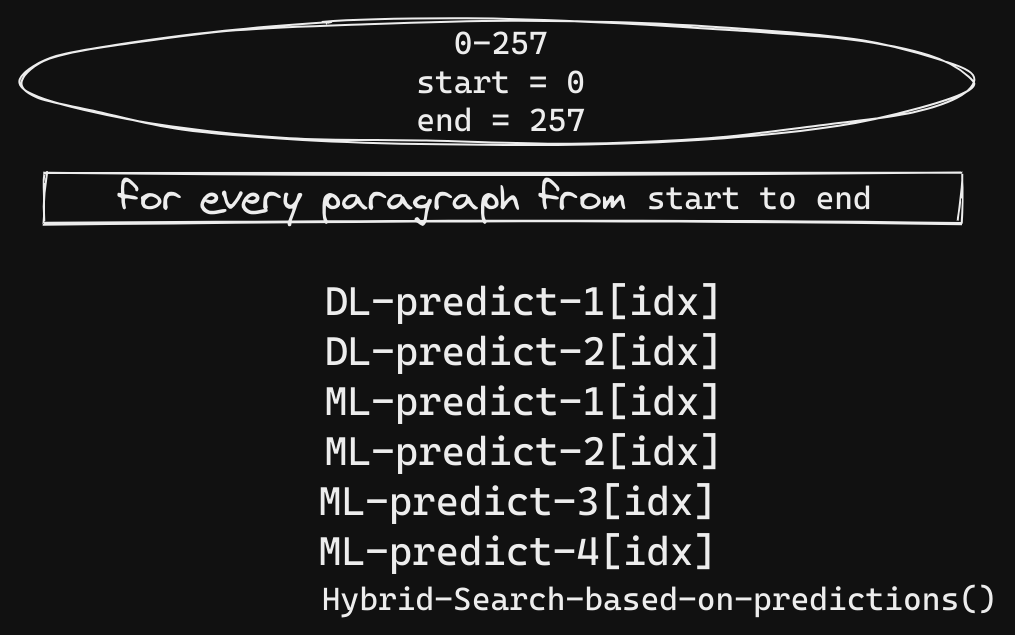 0-257
start = 0
end = 257
for every paragraph from start to end
DL-predict-1[idx]
DL-predict-2[idx]
ML-predict-1[idx]
ML-predict-2[idx]
ML-predict-3[idx]
ML-predict-4[idx]
Hybrid-Search-based-on-predictions()